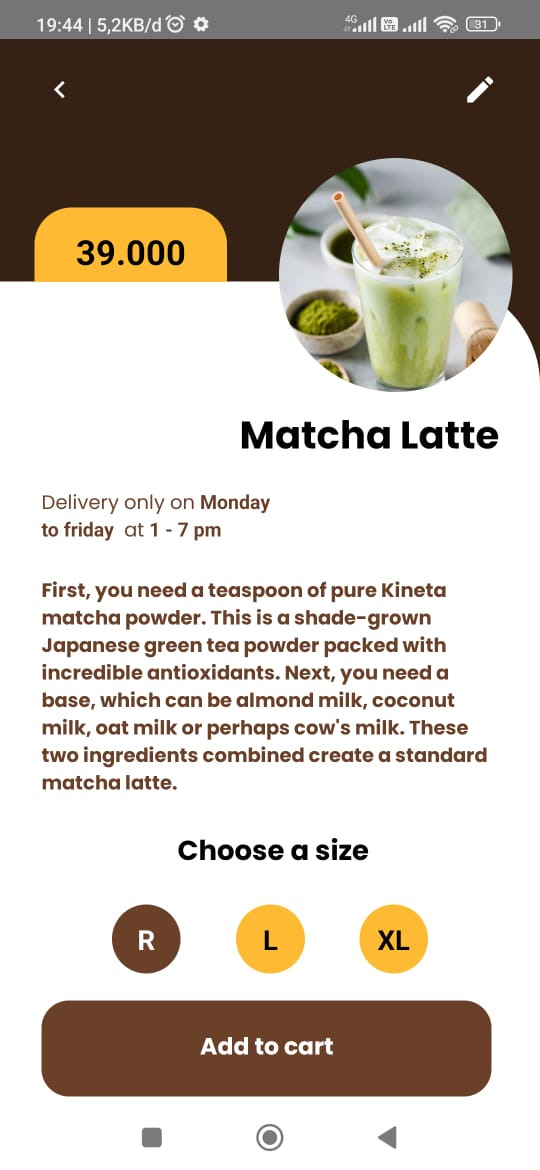 19:44 | 5,2KB/d
4G
Vo
LTE
31
39.000
Matcha Latte
Delivery only on Monday
to friday at 1 - 7 pm
First, you need a teaspoon of pure Kineta
matcha powder. This is a shade-grown
Japanese green tea powder packed with
incredible antioxidants. Next, you need a
base, which can be almond milk, coconut
milk, oat milk or perhaps cow's milk. These
two ingredients combined create a standard
matcha latte.
Choose a size
R L XL
Add to cart